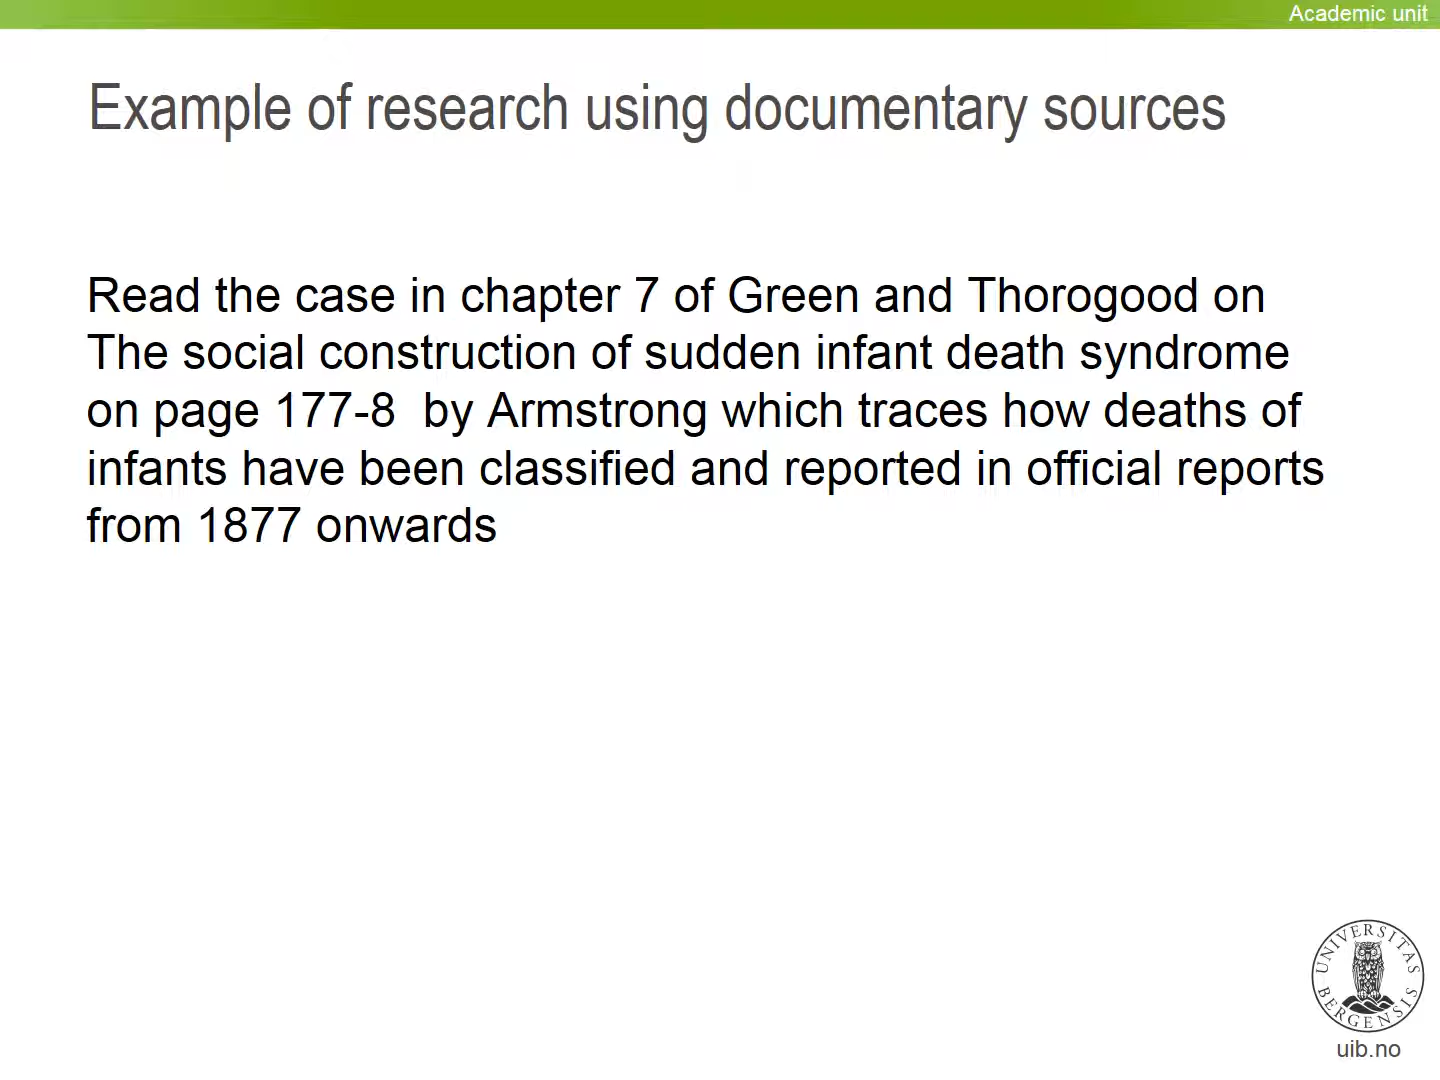 Academic unit
Example of research using documentary sources
Read the case in chapter 7 of Green and Thorogood on
The social construction of sudden infant death syndrome
on page 177-8  by Armstrong which traces how deaths of
infants have been classified and reported in official reports
from 1877 onwards
UNIVERSITAS
BERGENSIS
uib.no